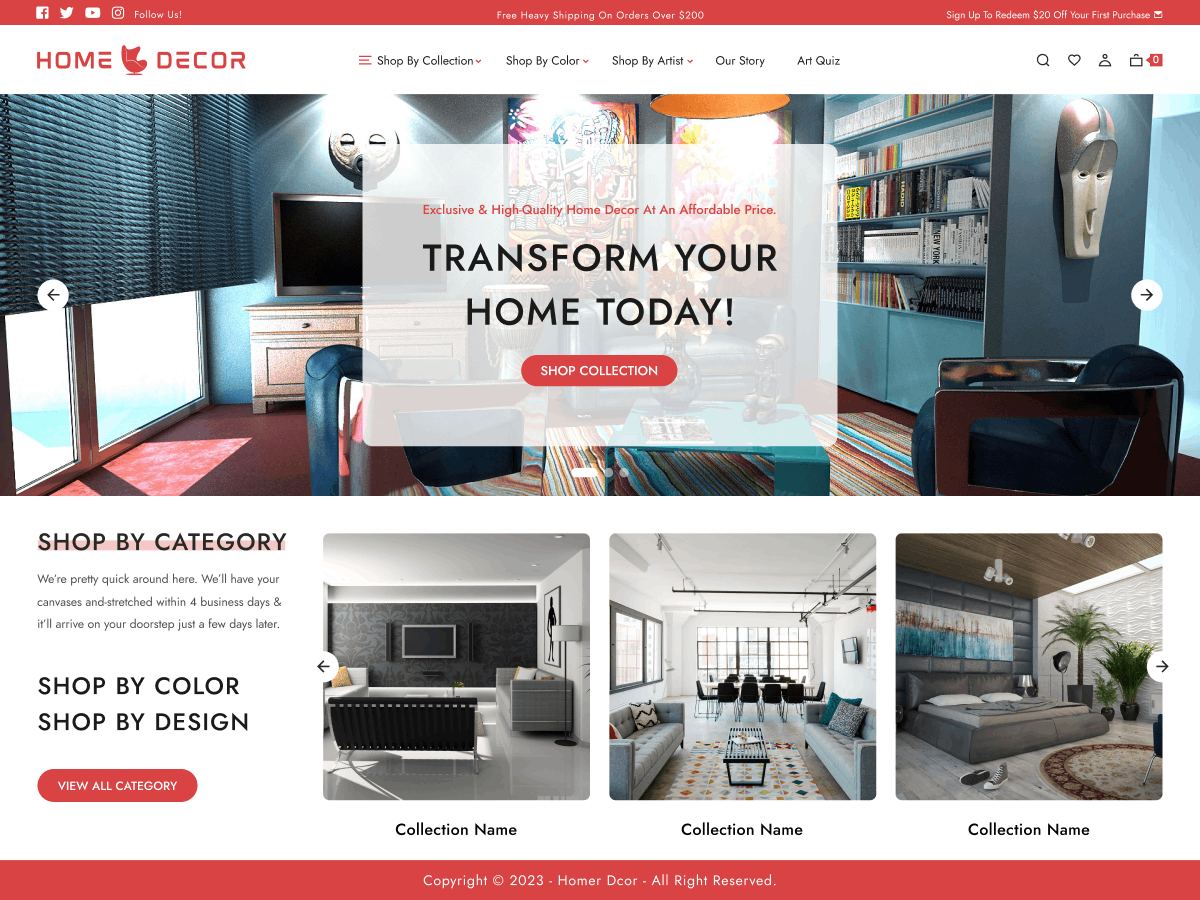 Follow Us!
Free Heavy Shipping On Orders Over $200
Sign Up To Redeem $20 Off Your First Purchase
HOME DECOR
Shop By Collection
Shop By Color
Shop By Artist
Our Story
Art Quiz
0
Exclusive & High-Quality Home Decor At An Affordable Price.
TRANSFORM YOUR
HOME TODAY!
SHOP COLLECTION
NEW YORK
SHOP BY CATEGORY
We're pretty quick around here. We'll have your
canvases and-stretched within 4 business days &
it'll arrive on your doorstep just a few days later.
SHOP BY COLOR
SHOP BY DESIGN
VIEW ALL CATEGORY
Collection Name
Collection Name
Collection Name
Copyright © 2023 - Homer Dcor - All Right Reserved.